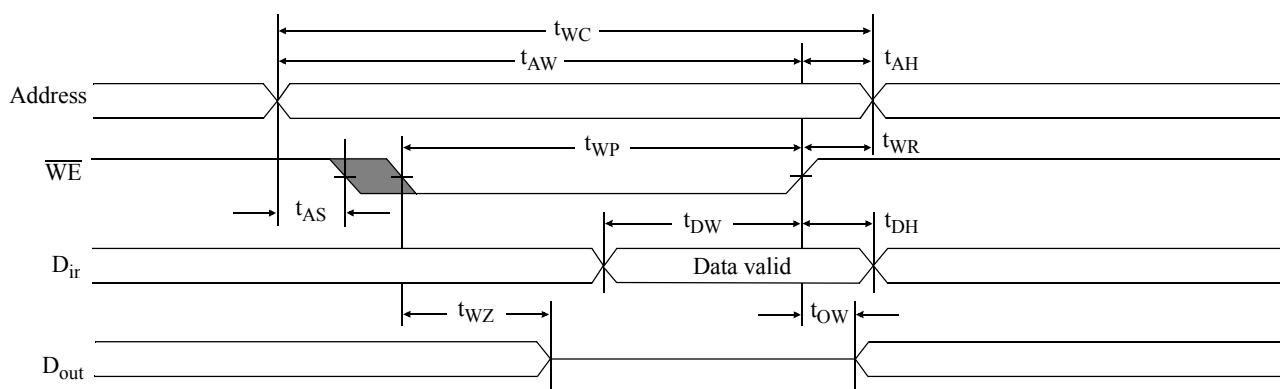 tWC
tAW
tAH
Address
tWP
tWR
WE
tAS
tDW
tDH
Dir
Data valid
tWZ
tOW
Dout